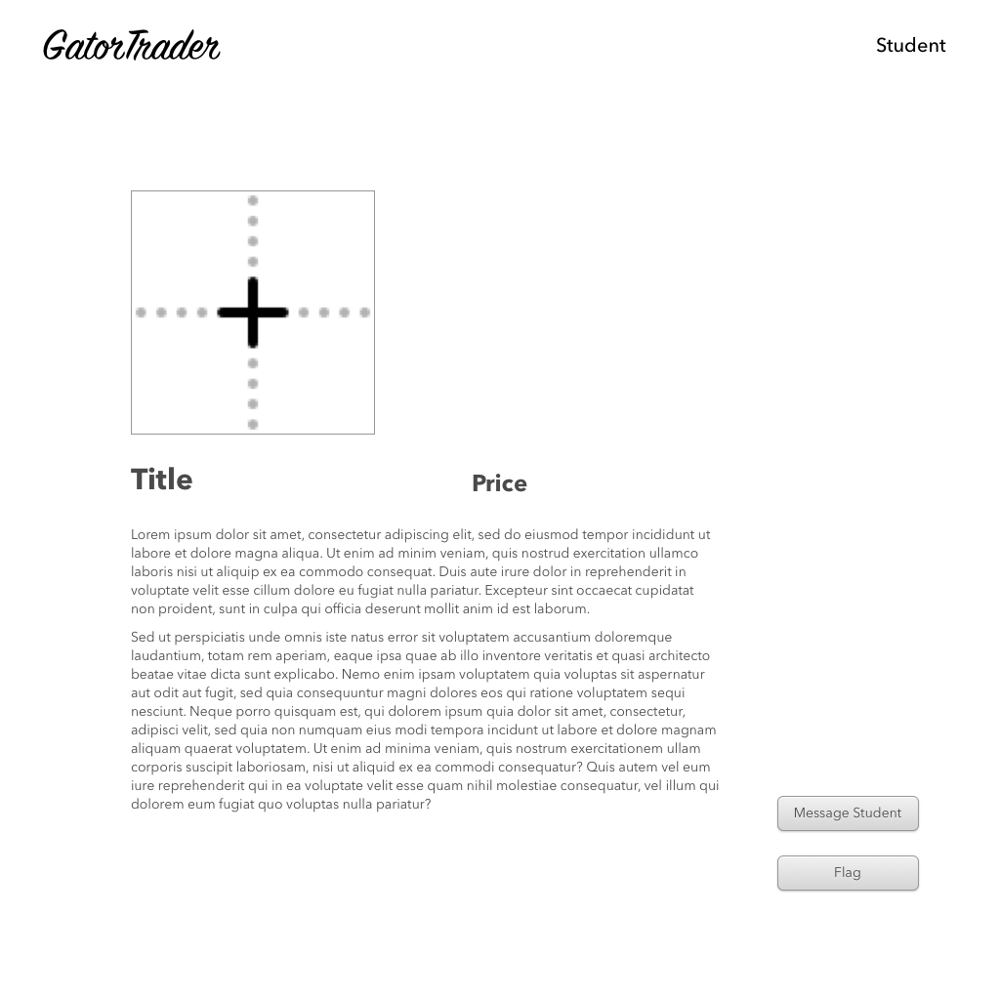 GatorTrader
Student
Title
Price
Lorem ipsum dolor sit amet, consectetur adipiscing elit, sed do eiusmod tempor incididunt ut
labore et dolore magna aliqua. Ut enim ad minim veniam, quis nostrud exercitation ullamco
laboris nisi ut aliquip ex ea commodo consequat. Duis aute irure dolor in reprehenderit in
voluptate velit esse cillum dolore eu fugiat nulla pariatur. Excepteur sint occaecat cupidatat
non proident, sunt in culpa qui officia deserunt mollit anim id est laborum.
Sed ut perspiciatis unde omnis iste natus error sit voluptatem accusantium doloremque
laudantium, totam rem aperiam, eaque ipsa quae ab illo inventore veritatis et quasi architecto
beatae vitae dicta sunt explicabo. Nemo enim ipsam voluptatem quia voluptas sit aspernatur
aut odit aut fugit, sed quia consequuntur magni dolores eos qui ratione voluptatem sequi
nesciunt. Neque porro quisquam est, qui dolorem ipsum quia dolor sit amet, consectetur,
adipisci velit, sed quia non numquam eius modi tempora incidunt ut labore et dolore magnam
aliquam quaerat voluptatem. Ut enim ad minima veniam, quis nostrum exercitationem ullam
corporis suscipit laboriosam, nisi ut aliquid ex ea commodi consequatur? Quis autem vel eum
iure reprehenderit qui in ea voluptate velit esse quam nihil molestiae consequatur, vel illum qui
dolorem eum fugiat quo voluptas nulla pariatur?
Message Student
Flag